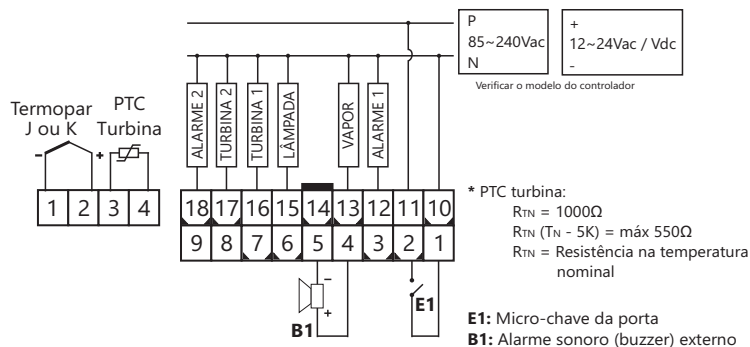 P
85~240Vac
N
+
12~24Vac / Vdc
-
Verificar o modelo do controlador
Termopar
J ou K
PTC
Turbina
- +
ALARME 2
TURBINA 2
TURBINA 1
LÂMPADA
VAPOR
ALARME 1
1 2 3 4
18 17 16 15 14 13 12 11 10
9 8 7 6 5 4 3 2 1
-
+
B1
E1
* PTC turbina:
RTN = 1000Ω
RTN (TN - 5K) = máx 550Ω
RTN = Resistência na temperatura
nominal
E1: Micro-chave da porta
B1: Alarme sonoro (buzzer) externo